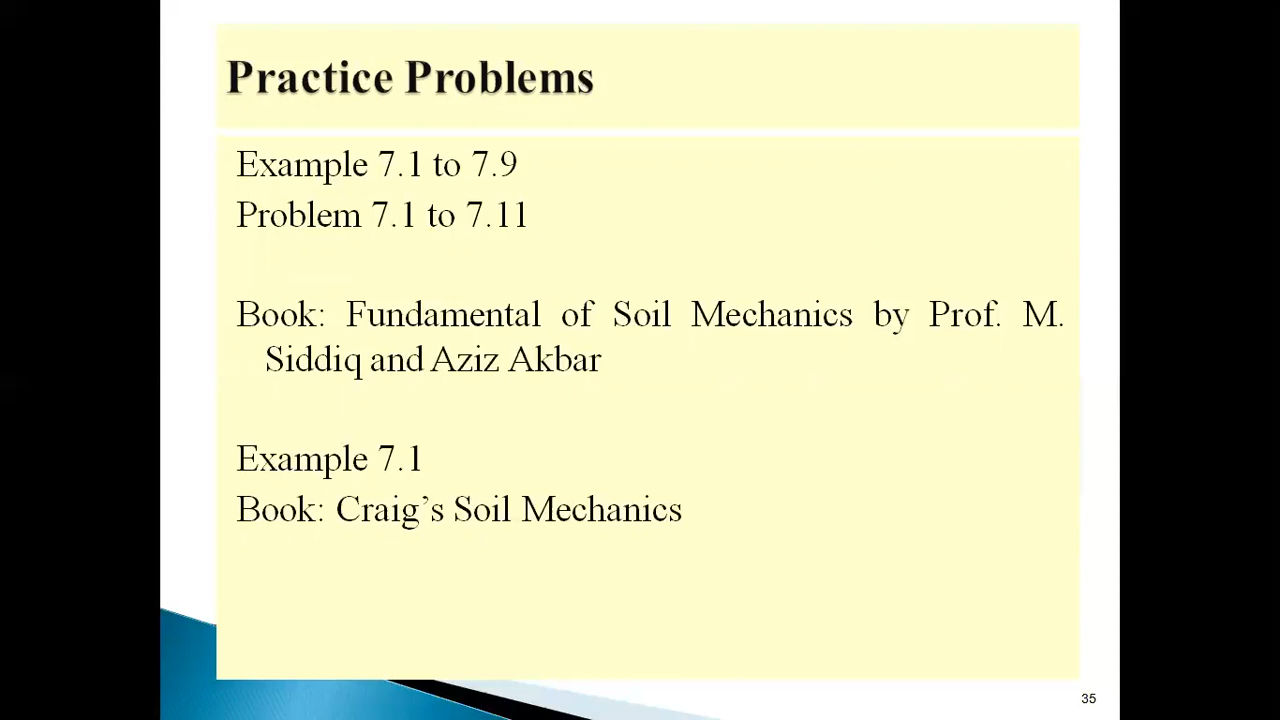 Practice Problems
Example 7.1 to 7.9
Problem 7.1 to 7.11
Book: Fundamental of Soil Mechanics by Prof. M.
Siddiq and Aziz Akbar
Example 7.1
Book: Craig’s Soil Mechanics
35